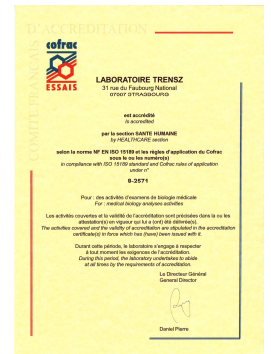 D'ACCREDITATION
COMITÉ FRANÇAIS
cofrac
ESSAIS
LABORATOIRE TRENSZ
31 rue du Faubourg National
67067 STRASBOURG
est accrédité
is accredited
par la section SANTE HUMAINE
by HEALTHCARE section
selon la norme NF EN ISO 15189 et les règles d'application du Cofrac
sous le ou les numéro(s)
in compliance with ISO 15189 standard and Cofrac rules of application
under n°
8-2571
Pour : des activités d'examens de biologie médicale
For : medical biology analyses activities
Les activités couvertes et la validité de l'accréditation sont précisées dans la ou les
attestation(s) en vigueur qui lui a (ont) été délivrée(s).
The activities covered and the validity of accreditation are stipulated in the accreditation
certificate(s) in force which has (have) been issued with it.
Durant cette période, le laboratoire s'engage à respecter
à tout moment les exigences de l'accréditation.
During this period, the laboratory undertakes to abide
at all times by the requirements of accreditation.
Le Directeur Général
General Director
Daniel Pierre